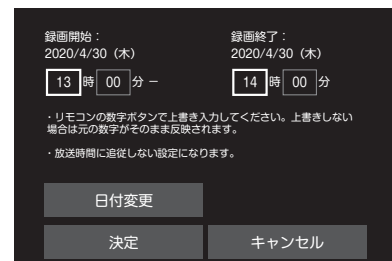 録画開始： 録画終了：
2020/4/30（木） 2020/4/30（木）
13 時 00 分 － 14 時 00 分
・リモコンの数字ボタンで上書き入力してください。上書きしない
場合は元の数字がそのまま反映されます。
・放送時間に追従しない設定になります。
日付変更
決定 キャンセル